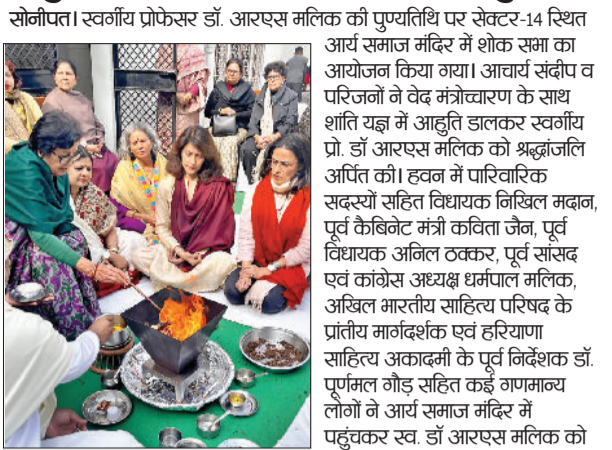 सोनीपत। स्वर्गीय प्रोफेसर डॉ. आरएस मलिक की पुण्यतिथि पर सेक्टर-14 स्थित
आर्य समाज मंदिर में शोक सभा का
आयोजन किया गया। आचार्य संदीप व
परिजनों ने वेद मंत्रोच्चारण के साथ
शांति यज्ञ में आहुति डालकर स्वर्गीय
प्रो. डॉ आरएस मलिक को श्रद्धांजलि
अर्पित की। हवन में पारिवारिक
सदस्यों सहित विधायक निखिल मदान,
पूर्व कैबिनेट मंत्री कविता जैन, पूर्व
विधायक अनिल ठक्कर, पूर्व सांसद
एवं कांग्रेस अध्यक्ष धर्मपाल मलिक,
अखिल भारतीय साहित्य परिषद के
प्रांतीय मार्गदर्शक एवं हरियाणा
साहित्य अकादमी के पूर्व निर्देशक डॉ.
पूर्णमल गौड़ सहित कई गणमान्य
लोगों ने आर्य समाज मंदिर में
पहुंचकर स्व. डॉ आरएस मलिक को